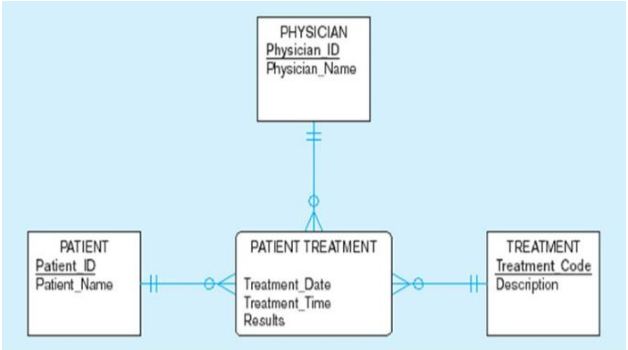 PHYSICIAN
Physician_ID
Physician_Name
PATIENT
Patient_ID
Patient_Name
PATIENT TREATMENT
Treatment_Date
Treatment_Time
Results
TREATMENT
Treatment_Code
Description